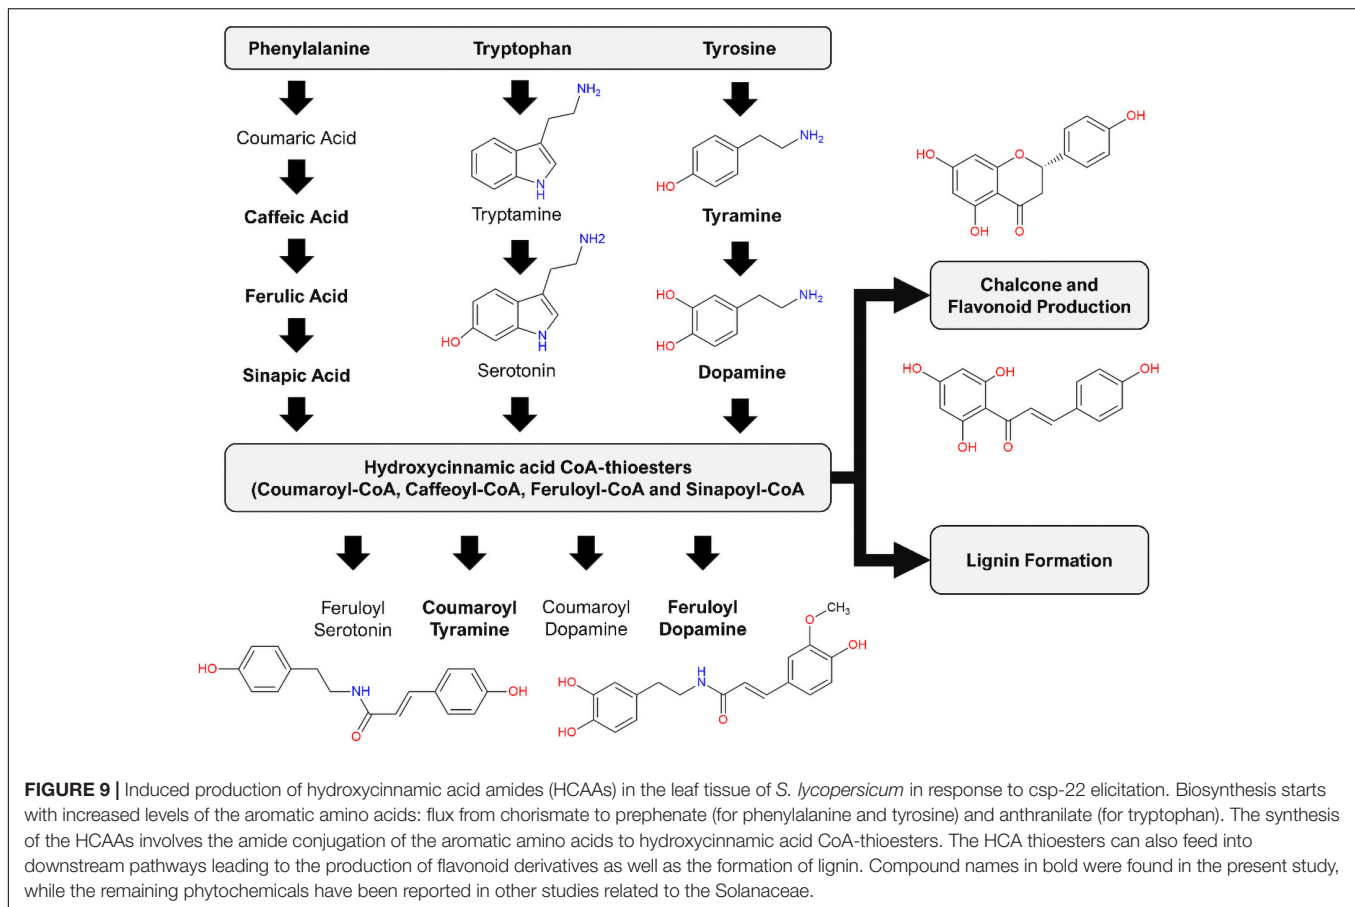 Phenylalanine Tryptophan Tyrosine
NH₂
Coumaric Acid
N
H
Tryptamine
NH₂
HO
Tyramine
OH
HO
O
OH
O
Caffeic Acid
NH2
HO
N
H
Serotonin
HO
HO
NH₂
Dopamine
Chalcone and
Flavonoid Production
Ferulic Acid
Sinapic Acid
HO
OH
OH
OH
O
Hydroxycinnamic acid CoA-thioesters
(Coumaroyl-CoA, Caffeoyl-CoA, Feruloyl-CoA and Sinapoyl-CoA
Lignin Formation
Feruloyl
Serotonin
Coumaroyl
Tyramine
Coumaroyl
Dopamine
Feruloyl
Dopamine
HO
NH
O
OH
HO
HO
H
N
O
O
CH₃
OH
FIGURE 9 | Induced production of hydroxycinnamic acid amides (HCAAs) in the leaf tissue of S. lycopersicum in response to csp-22 elicitation. Biosynthesis starts
with increased levels of the aromatic amino acids: flux from chorismate to prephenate (for phenylalanine and tyrosine) and anthranilate (for tryptophan). The synthesis
of the HCAAs involves the amide conjugation of the aromatic amino acids to hydroxycinnamic acid CoA-thioesters. The HCA thioesters can also feed into
downstream pathways leading to the production of flavonoid derivatives as well as the formation of lignin. Compound names in bold were found in the present study,
while the remaining phytochemicals have been reported in other studies related to the Solanaceae.